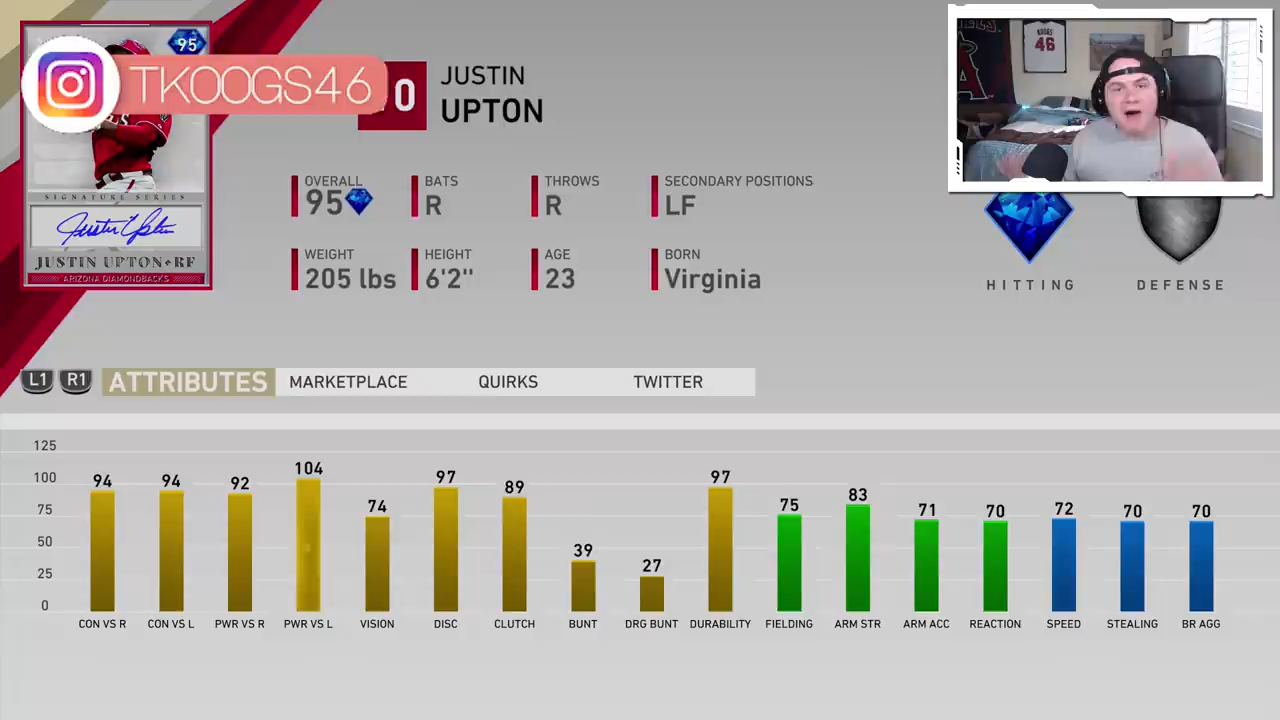 95
TKOOGS46
0
JUSTIN
UPTON
KOOGS
46
SIGNATURE SERIES
Justin Upton
JUSTIN UPTON • RF
ARIZONA DIAMONDBACKS
OVERALL
95
BATS
R
THROWS
R
SECONDARY POSITIONS
LF
WEIGHT
205 lbs
HEIGHT
6'2"
AGE
23
BORN
Virginia
HITTING
DEFENSE
L1 R1 ATTRIBUTES MARKETPLACE QUIRKS TWITTER
125
100
75
50
25
0
94 94 92 104 74 97 89 39 27 97 75 83 71 70 72 70 70
CON VS R CON VS L PWR VS R PWR VS L VISION DISC CLUTCH BUNT DRG BUNT DURABILITY FIELDING ARM STR ARM ACC REACTION SPEED STEALING BR AGG